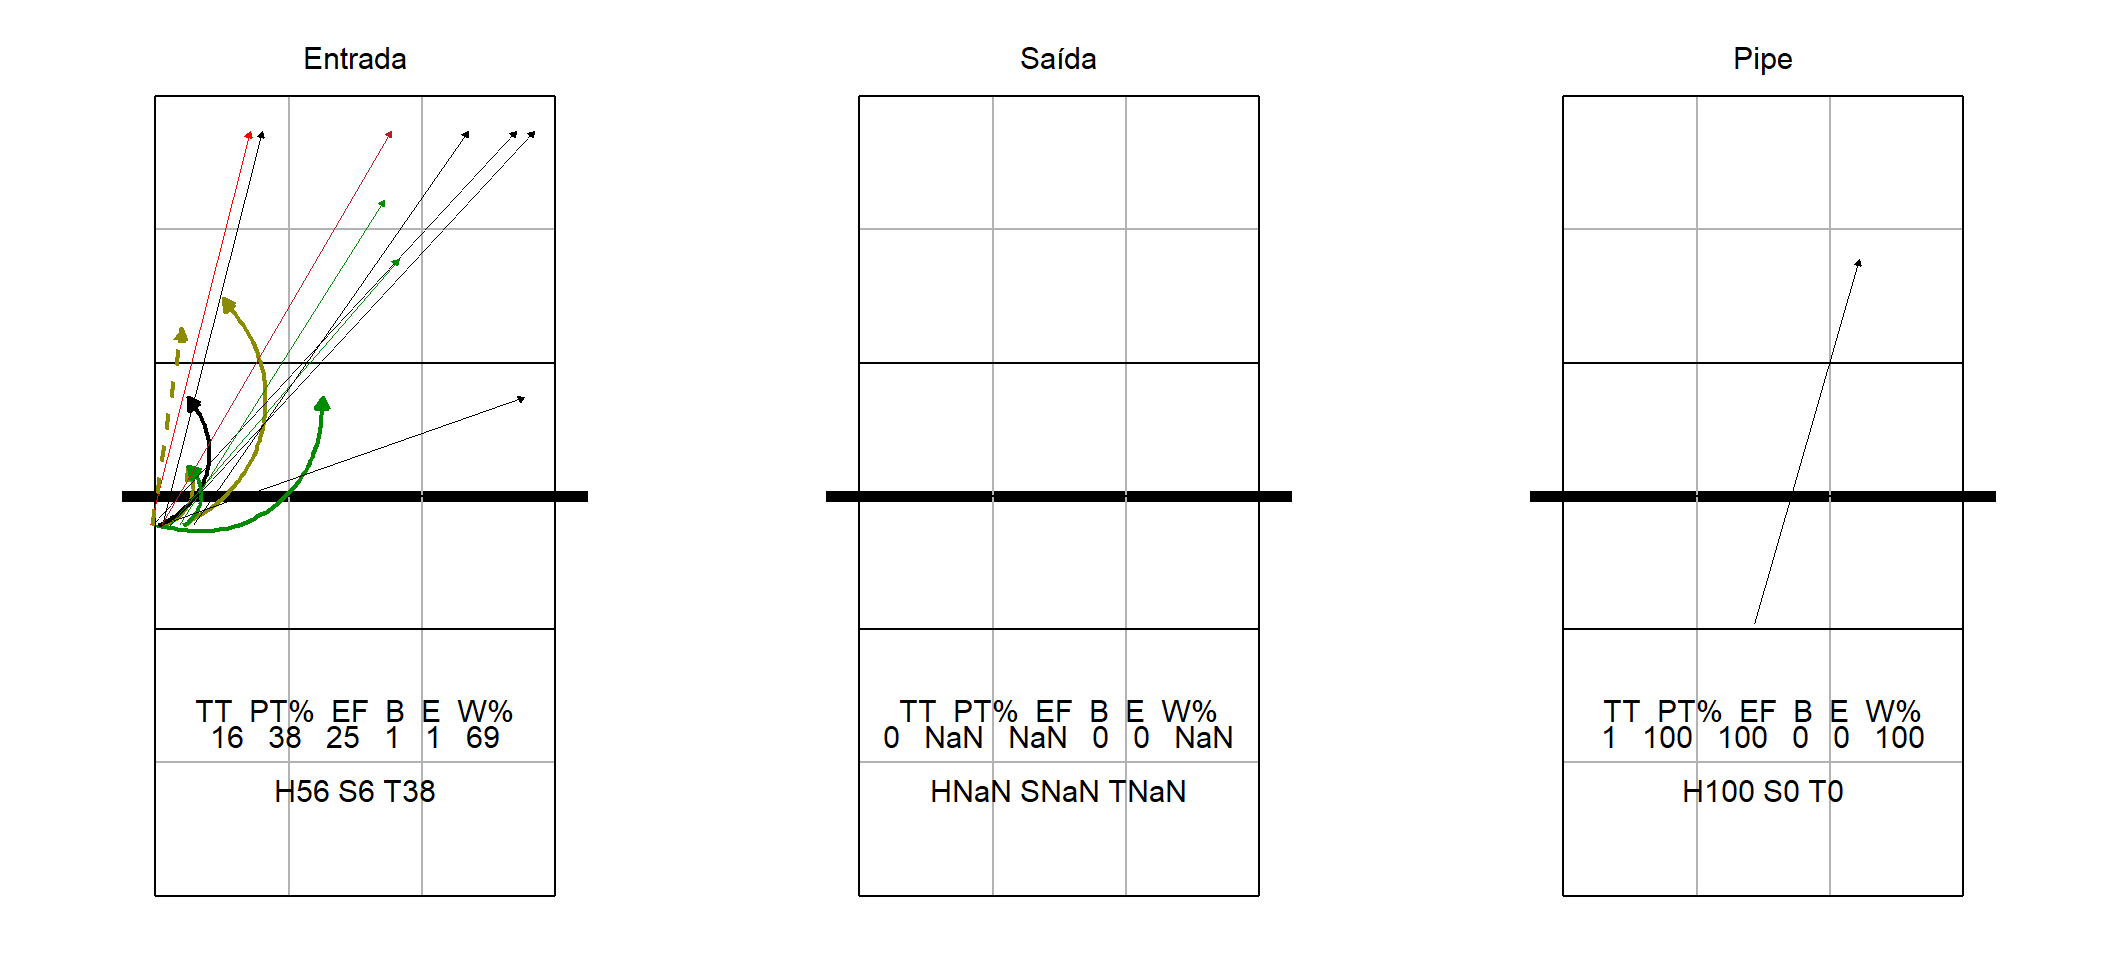 Entrada
TT PT% EF B E W%
16 38 25 1 1 69
H56 S6 T38
Saída
TT PT% EF B E W%
0 NaN NaN 0 0 NaN
HNaN SNaN TNaN
Pipe
TT PT% EF B E W%
1 100 100 0 0 100
H100 S0 T0